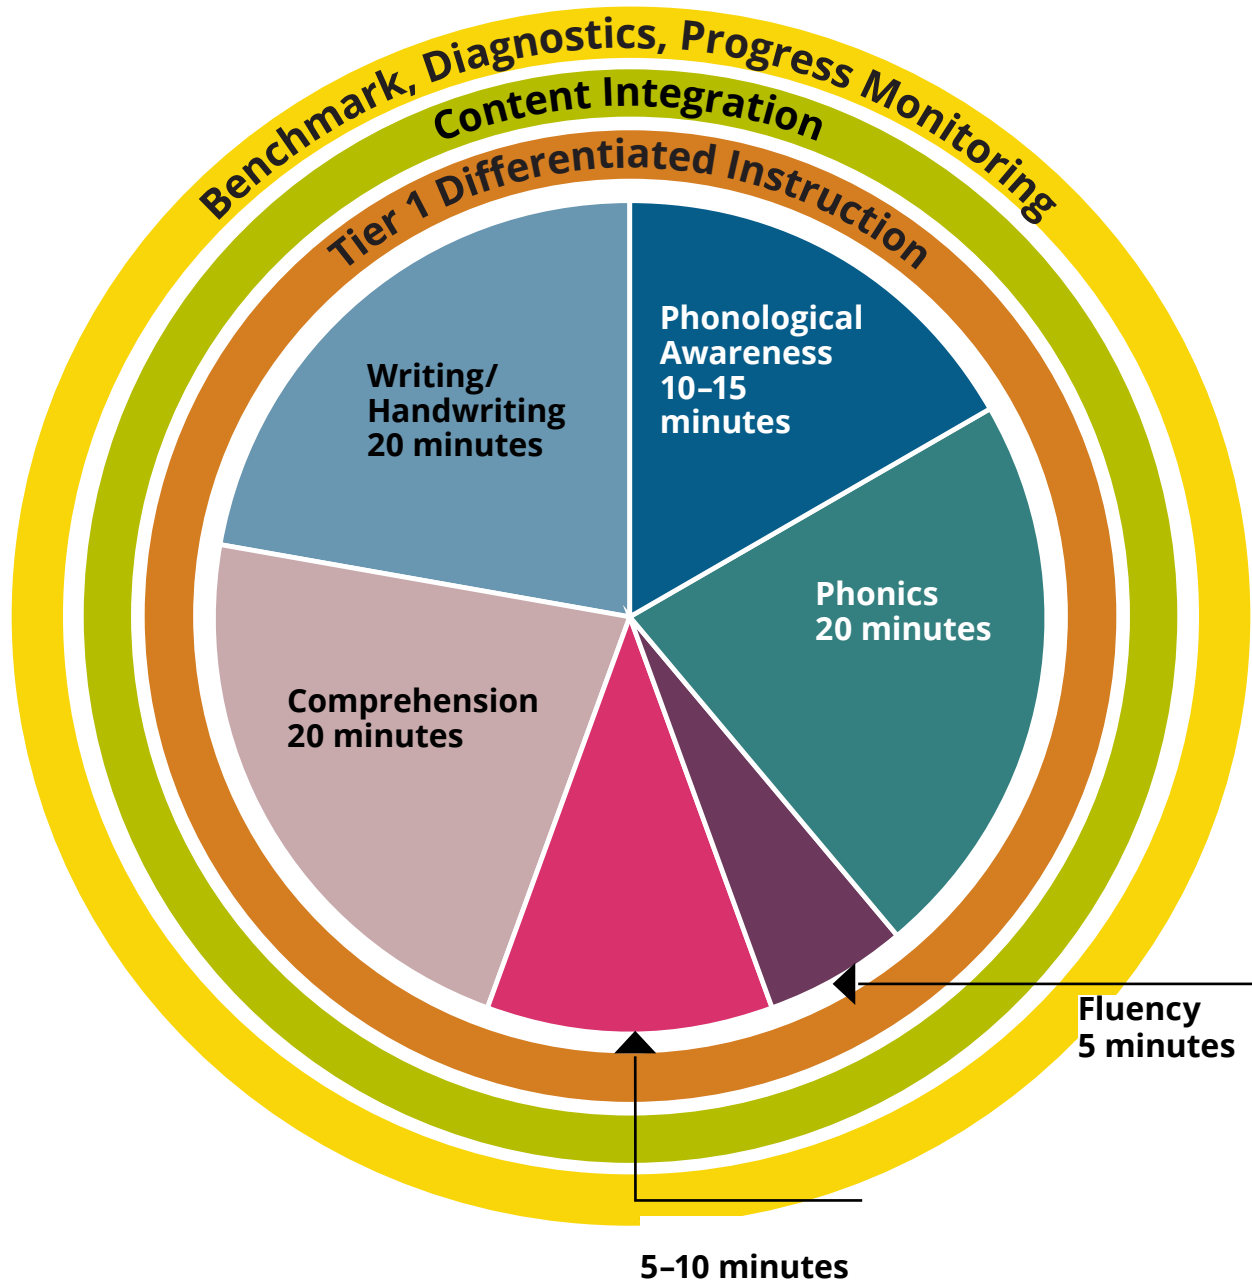 Benchmark, Diagnostics, Progress Monitoring
Content Integration
Tier 1 Differentiated Instruction
Phonological
Awareness
10–15
minutes
Writing/
Handwriting
20 minutes
Phonics
20 minutes
Comprehension
20 minutes
Fluency
5 minutes
5–10 minutes